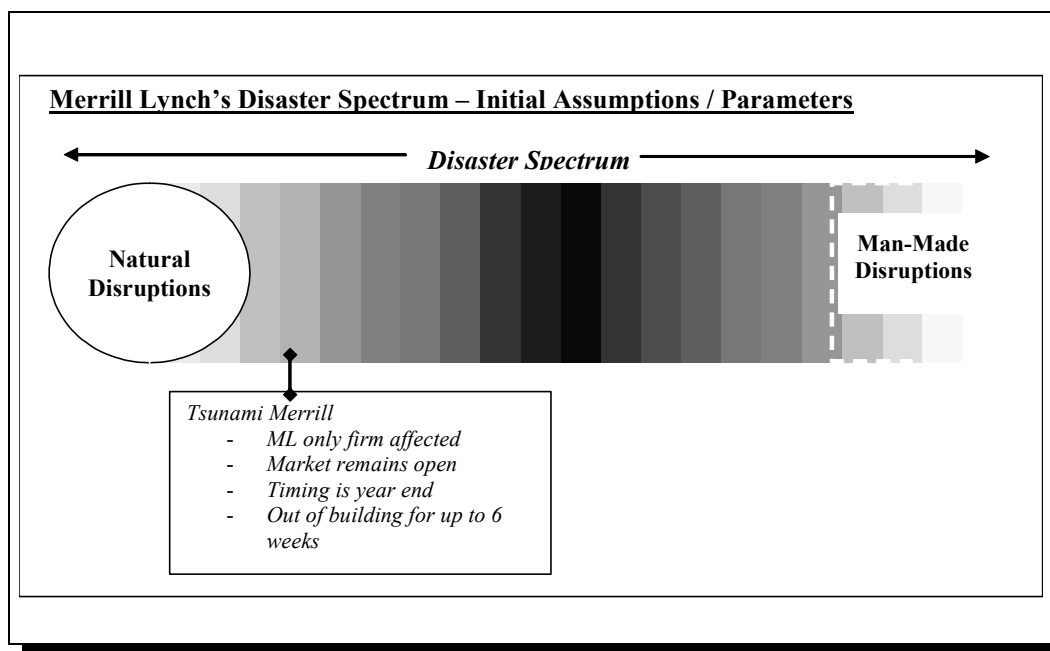 Merrill Lynch’s Disaster Spectrum – Initial Assumptions / Parameters
Disaster Spectrum
Natural
Disruptions
Man-Made
Disruptions
Tsunami Merrill
- ML only firm affected
- Market remains open
- Timing is year end
- Out of building for up to 6
weeks